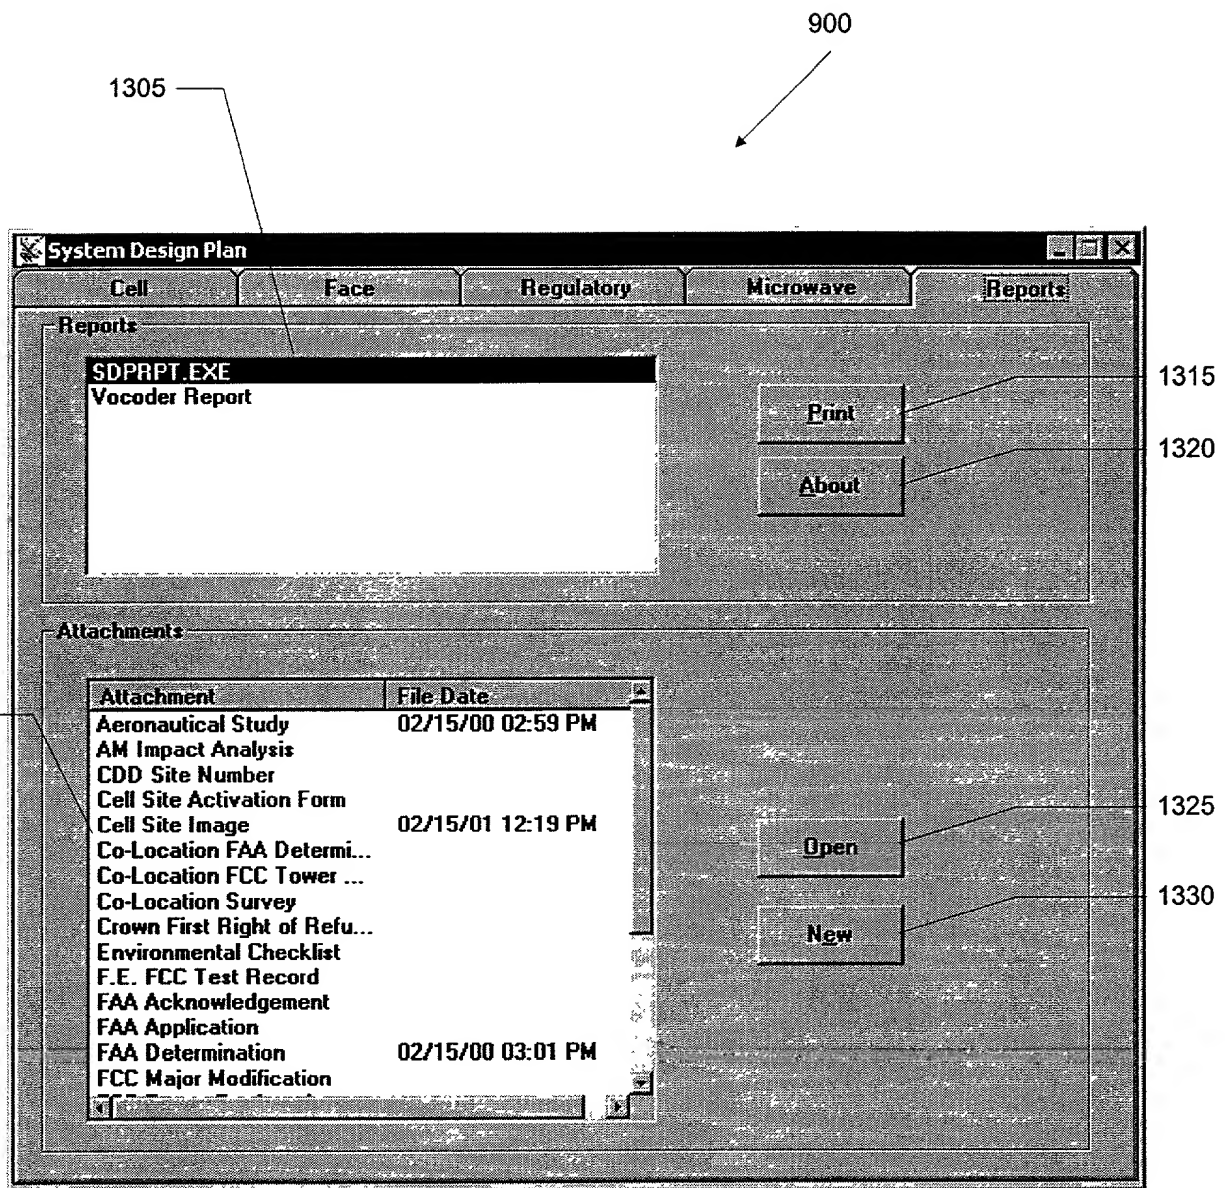 900
1305
System Design Plan
Cell Face Regulatory Microwave Reports
Reports
SDPRPT.EXE
Vocoder Report
Print
1315
About
1320
Attachments
Attachment File Date
Aeronautical Study 02/15/00 02:59 PM
AM Impact Analysis
CDD Site Number
Cell Site Activation Form
Cell Site Image 02/15/01 12:19 PM
Co-Location FAA Determi...
Co-Location FCC Tower ...
Co-Location Survey
Crown First Right of Refu...
Environmental Checklist
F.E. FCC Test Record
FAA Acknowledgement
FAA Application
FAA Determination 02/15/00 03:01 PM
FCC Major Modification
Open
1325
New
1330